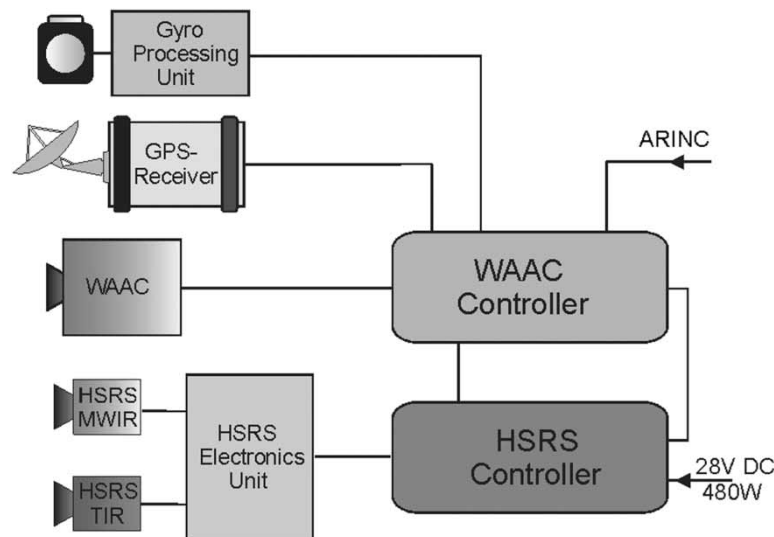 Gyro
Processing
Unit
GPS-
Receiver
ARINC
WAAC
WAAC
Controller
HSRS
MWIR
HSRS
TIR
HSRS
Electronics
Unit
HSRS
Controller
28V DC
480W